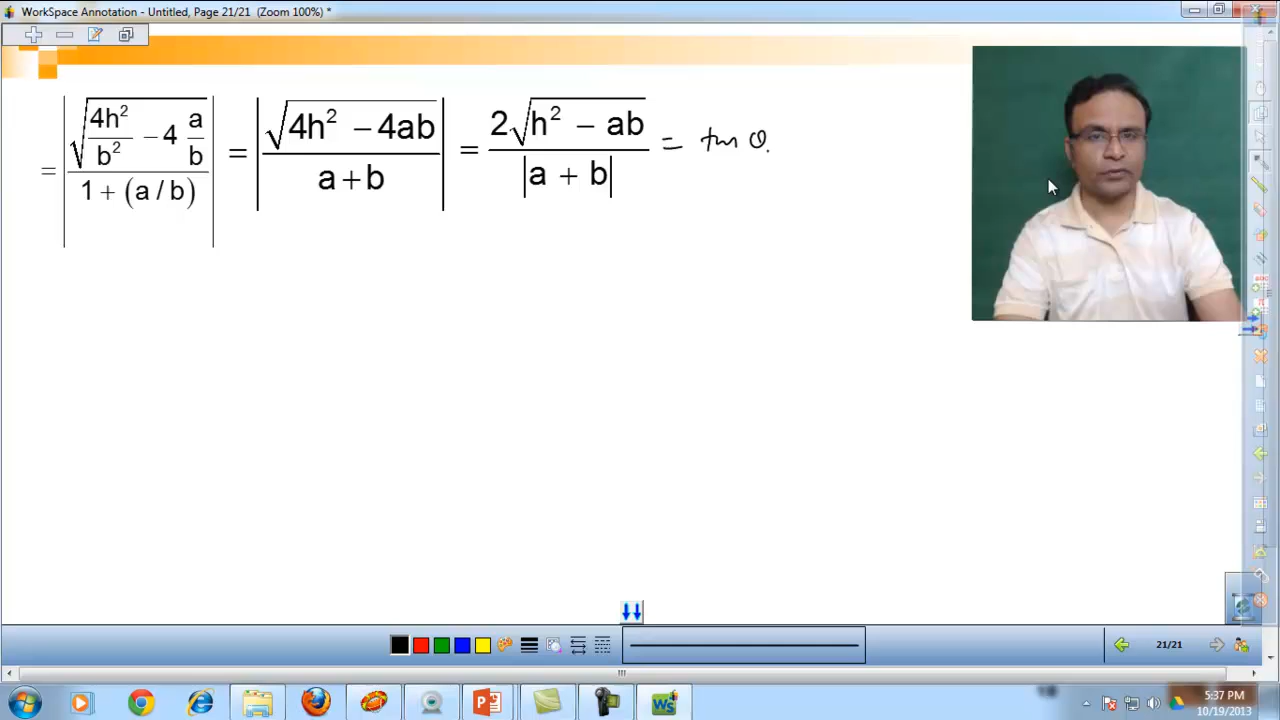 WorkSpace Annotation - Untitled, Page 21/21 (Zoom 100%) *
= |√(4h²/b² − 4 a/b) / (1 + (a / b))| = |√(4h² − 4ab) / (a + b)| = 2√(h² − ab) / |a + b| = tan θ.
21/21
5:37 PM
10/19/2013